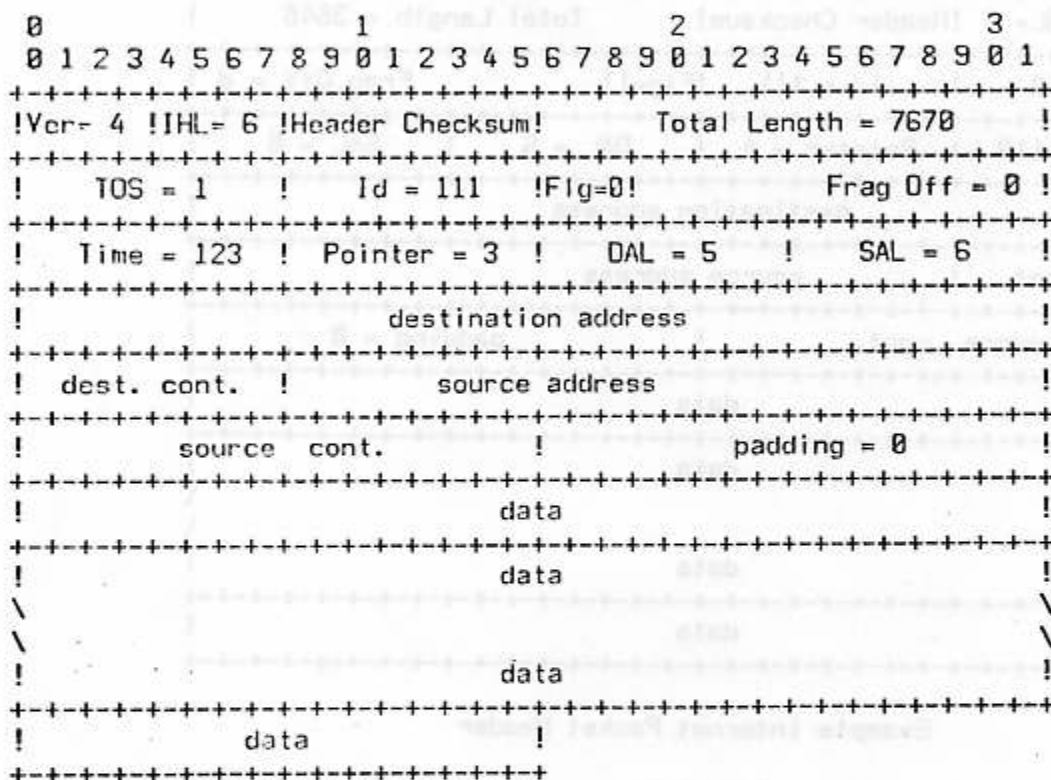 0                   1                   2                   3
0 1 2 3 4 5 6 7 8 9 0 1 2 3 4 5 6 7 8 9 0 1 2 3 4 5 6 7 8 9 0 1
+-+-+-+-+-+-+-+-+-+-+-+-+-+-+-+-+-+-+-+-+-+-+-+-+-+-+-+-+-+-+-+-+
!Ver= 4 !IHL= 6 !Header Checksum!      Total Length = 7670      !
+-+-+-+-+-+-+-+-+-+-+-+-+-+-+-+-+-+-+-+-+-+-+-+-+-+-+-+-+-+-+-+-+
!    TOS = 1    !    Id = 111   !Flg=0!           Frag Off = 0 !
+-+-+-+-+-+-+-+-+-+-+-+-+-+-+-+-+-+-+-+-+-+-+-+-+-+-+-+-+-+-+-+-+
!   Time = 123  !  Pointer = 3  !    DAL = 5    !    SAL = 6    !
+-+-+-+-+-+-+-+-+-+-+-+-+-+-+-+-+-+-+-+-+-+-+-+-+-+-+-+-+-+-+-+-+
!                      destination address                      !
+-+-+-+-+-+-+-+-+-+-+-+-+-+-+-+-+-+-+-+-+-+-+-+-+-+-+-+-+-+-+-+-+
!  dest. cont.  !         source address                        !
+-+-+-+-+-+-+-+-+-+-+-+-+-+-+-+-+-+-+-+-+-+-+-+-+-+-+-+-+-+-+-+-+
!         source  cont.         !           padding = 0         !
+-+-+-+-+-+-+-+-+-+-+-+-+-+-+-+-+-+-+-+-+-+-+-+-+-+-+-+-+-+-+-+-+
!                             data                              !
+-+-+-+-+-+-+-+-+-+-+-+-+-+-+-+-+-+-+-+-+-+-+-+-+-+-+-+-+-+-+-+-+
!                             data                              !
\                                                               \
\                                                               \
!                             data                              !
+-+-+-+-+-+-+-+-+-+-+-+-+-+-+-+-+-+-+-+-+-+-+-+-+-+-+-+-+-+-+-+-+
!             data              !
+-+-+-+-+-+-+-+-+-+-+-+-+-+-+-+-+